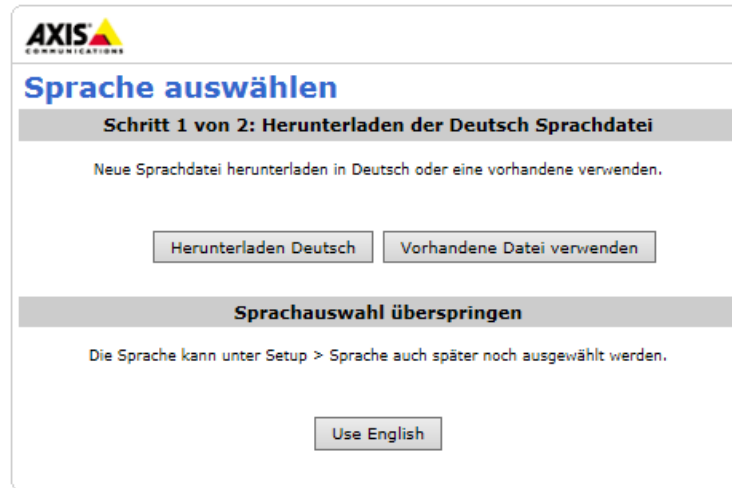 AXIS
COMMUNICATIONS
Sprache auswählen
Schritt 1 von 2: Herunterladen der Deutsch Sprachdatei
Neue Sprachdatei herunterladen in Deutsch oder eine vorhandene verwenden.
Herunterladen Deutsch Vorhandene Datei verwenden
Sprachauswahl überspringen
Die Sprache kann unter Setup > Sprache auch später noch ausgewählt werden.
Use English